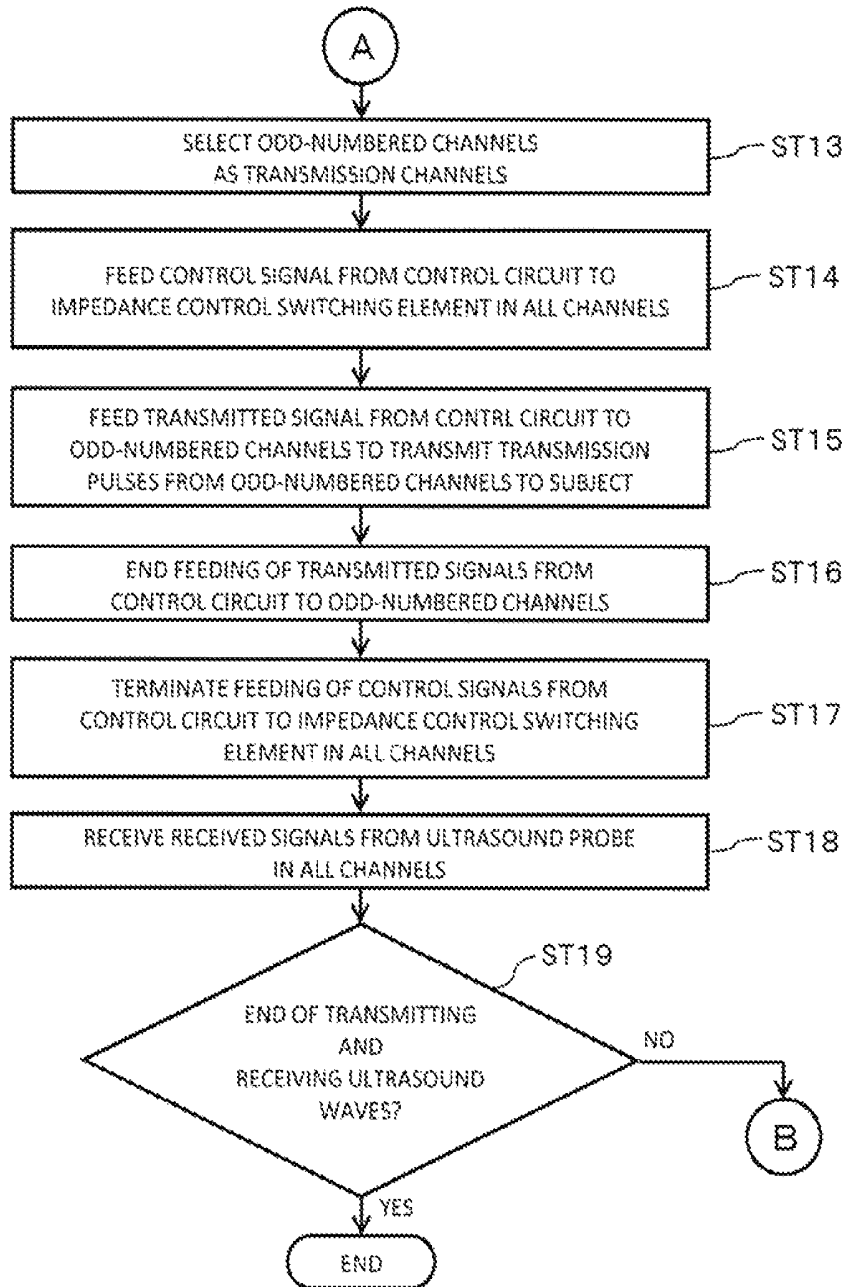 A
SELECT ODD-NUMBERED CHANNELS
AS TRANSMISSION CHANNELS
ST13
FEED CONTROL SIGNAL FROM CONTROL CIRCUIT TO
IMPEDANCE CONTROL SWITCHING ELEMENT IN ALL CHANNELS
ST14
FEED TRANSMITTED SIGNAL FROM CONTRL CIRCUIT TO
ODD-NUMBERED CHANNELS TO TRANSMIT TRANSMISSION
PULSES FROM ODD-NUMBERED CHANNELS TO SUBJECT
ST15
END FEEDING OF TRANSMITTED SIGNALS FROM
CONTROL CIRCUIT TO ODD-NUMBERED CHANNELS
ST16
TERMINATE FEEDING OF CONTROL SIGNALS FROM
CONTROL CIRCUIT TO IMPEDANCE CONTROL SWITCHING
ELEMENT IN ALL CHANNELS
ST17
RECEIVE RECEIVED SIGNALS FROM ULTRASOUND PROBE
IN ALL CHANNELS
ST18
ST19
END OF TRANSMITTING
AND
RECEIVING ULTRASOUND
WAVES?
NO
B
YES
END